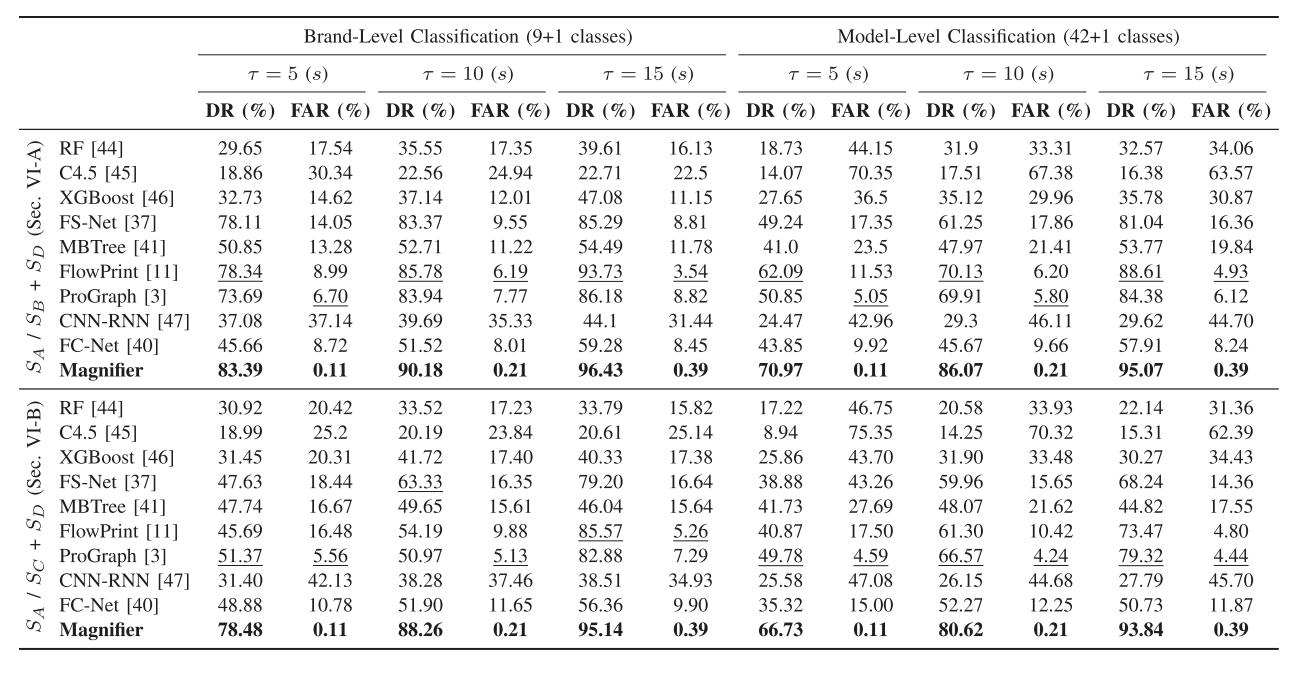 Brand-Level Classification (9+1 classes) Model-Level Classification (42+1 classes)
τ = 5 (s) τ = 10 (s) τ = 15 (s) τ = 5 (s) τ = 10 (s) τ = 15 (s)
DR (%) FAR (%) DR (%) FAR (%) DR (%) FAR (%) DR (%) FAR (%) DR (%) FAR (%) DR (%) FAR (%)
S_A / S_B + S_D (Sec. VI-A)
RF [44] 29.65 17.54 35.55 17.35 39.61 16.13 18.73 44.15 31.9 33.31 32.57 34.06
C4.5 [45] 18.86 30.34 22.56 24.94 22.71 22.5 14.07 70.35 17.51 67.38 16.38 63.57
XGBoost [46] 32.73 14.62 37.14 12.01 47.08 11.15 27.65 36.5 35.12 29.96 35.78 30.87
FS-Net [37] 78.11 14.05 83.37 9.55 85.29 8.81 49.24 17.35 61.25 17.86 81.04 16.36
MBTree [41] 50.85 13.28 52.71 11.22 54.49 11.78 41.0 23.5 47.97 21.41 53.77 19.84
FlowPrint [11] 78.34 8.99 85.78 6.19 93.73 3.54 62.09 11.53 70.13 6.20 88.61 4.93
ProGraph [3] 73.69 6.70 83.94 7.77 86.18 8.82 50.85 5.05 69.91 5.80 84.38 6.12
CNN-RNN [47] 37.08 37.14 39.69 35.33 44.1 31.44 24.47 42.96 29.3 46.11 29.62 44.70
FC-Net [40] 45.66 8.72 51.52 8.01 59.28 8.45 43.85 9.92 45.67 9.66 57.91 8.24
Magnifier 83.39 0.11 90.18 0.21 96.43 0.39 70.97 0.11 86.07 0.21 95.07 0.39
S_A / S_C + S_D (Sec. VI-B)
RF [44] 30.92 20.42 33.52 17.23 33.79 15.82 17.22 46.75 20.58 33.93 22.14 31.36
C4.5 [45] 18.99 25.2 20.19 23.84 20.61 25.14 8.94 75.35 14.25 70.32 15.31 62.39
XGBoost [46] 31.45 20.31 41.72 17.40 40.33 17.38 25.86 43.70 31.90 33.48 30.27 34.43
FS-Net [37] 47.63 18.44 63.33 16.35 79.20 16.64 38.88 43.26 59.96 15.65 68.24 14.36
MBTree [41] 47.74 16.67 49.65 15.61 46.04 15.64 41.73 27.69 48.07 21.62 44.82 17.55
FlowPrint [11] 45.69 16.48 54.19 9.88 85.57 5.26 40.87 17.50 61.30 10.42 73.47 4.80
ProGraph [3] 51.37 5.56 50.97 5.13 82.88 7.29 49.78 4.59 66.57 4.24 79.32 4.44
CNN-RNN [47] 31.40 42.13 38.28 37.46 38.51 34.93 25.58 47.08 26.15 44.68 27.79 45.70
FC-Net [40] 48.88 10.78 51.90 11.65 56.36 9.90 35.32 15.00 52.27 12.25 50.73 11.87
Magnifier 78.48 0.11 88.26 0.21 95.14 0.39 66.73 0.11 80.62 0.21 93.84 0.39